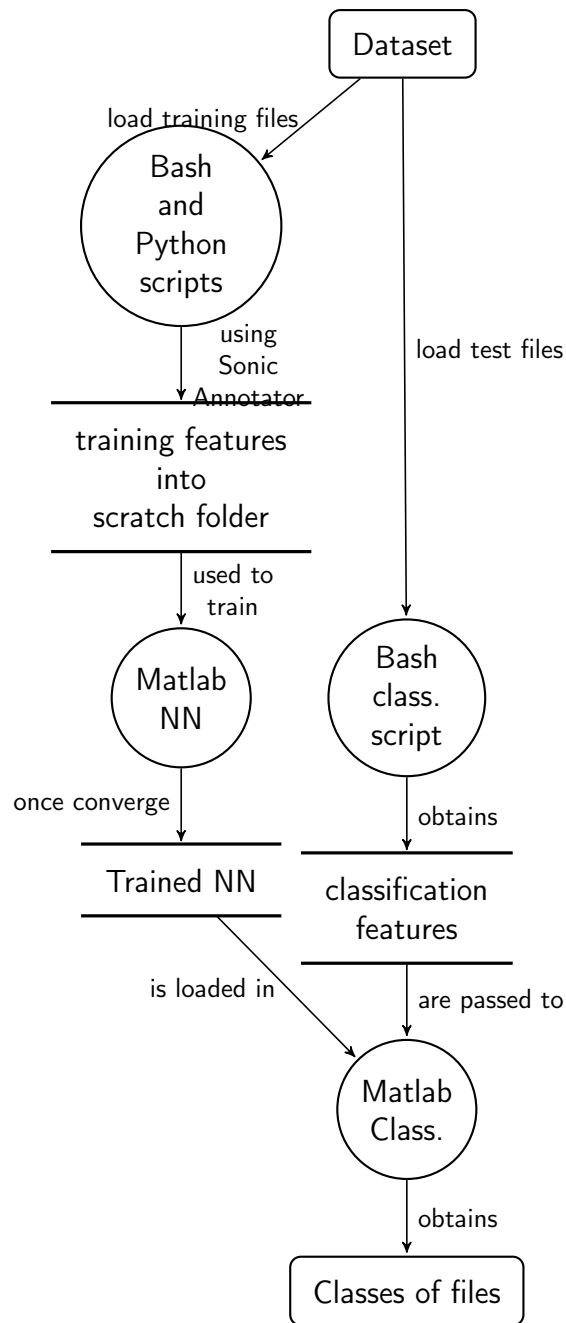 Dataset
load training files
Bash
and
Python
scripts
using
Sonic
Annotator
load test files
training features
into
scratch folder
used to
train
Matlab
NN
Bash
class.
script
once converge
obtains
Trained NN
classification
features
is loaded in
are passed to
Matlab
Class.
obtains
Classes of files